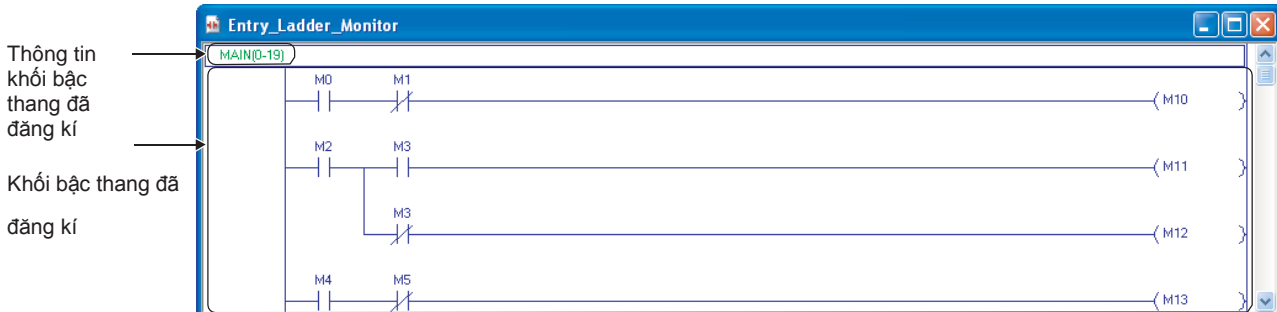 Entry_Ladder_Monitor
Thông tin
khối bậc
thang đã
đăng kí
MAIN(0-19)
M0 M1
M10
M2 M3
M11
Khối bậc thang đã
đăng kí
M3
M12
M4 M5
M13